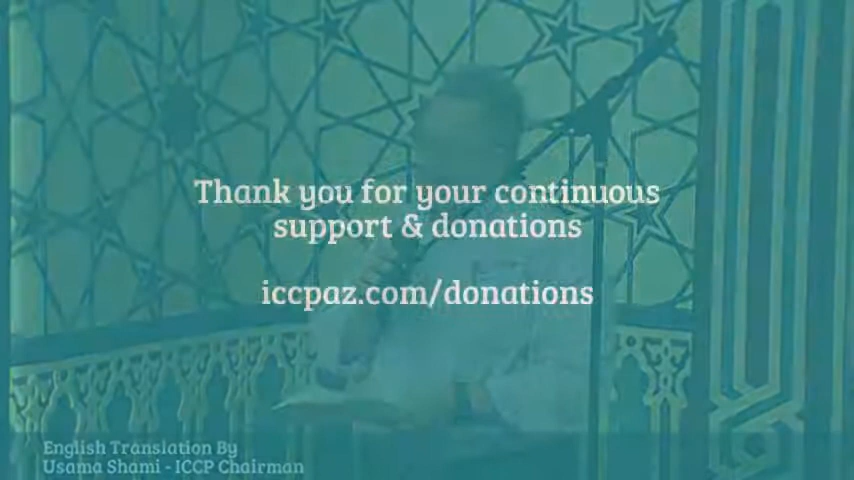 Thank you for your continuous
support & donations
iccpaz.com/donations
English Translation By
Usama Shami - ICCP Chairman